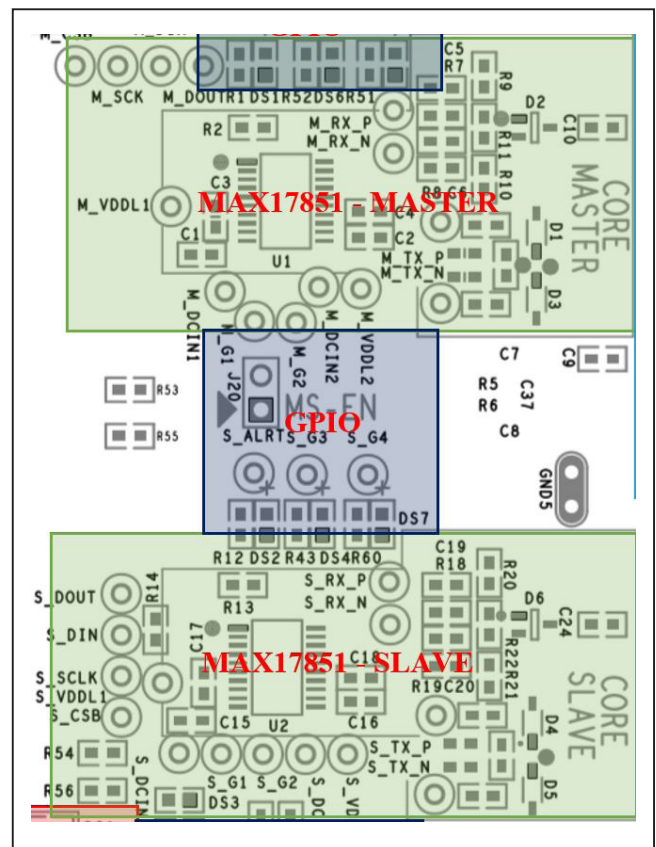 GPIO
M_SCK M_DOUT R1 DS1 R52 DS6 R51
C5
R7
R9
D2
C10
R2
M_RX_P
M_RX_N
R11
R10
C3
R8 C6
CORE
MASTER
M_VDDL1
MAX17851 - MASTER
C4
C1
C2
U1
M_TX_P
M_TX_N
D1
D3
M_DCIN1
M_G1
M_G2
M_DCIN2
M_VDDL2
J20
MS-EN
GPIO
R53
R55
C7
C9
R5
R6
C37
C8
S_ALRT S_G3 S_G4
GND5
DS7
R12 DS2 R43 DS4 R60
C19
R18
R20
S_DOUT
R14
R13
S_RX_P
S_RX_N
D6
C24
S_DIN
C17
S_SCLK
MAX17851 - SLAVE
C18
R22 R21
S_VDDL1
R19 C20
S_CSB
C15
U2
C16
CORE
SLAVE
D4
D5
R54
S_TX_P
S_TX_N
R56
S_DCIN
S_G1 S_G2
S_DC
S_VD
DS3